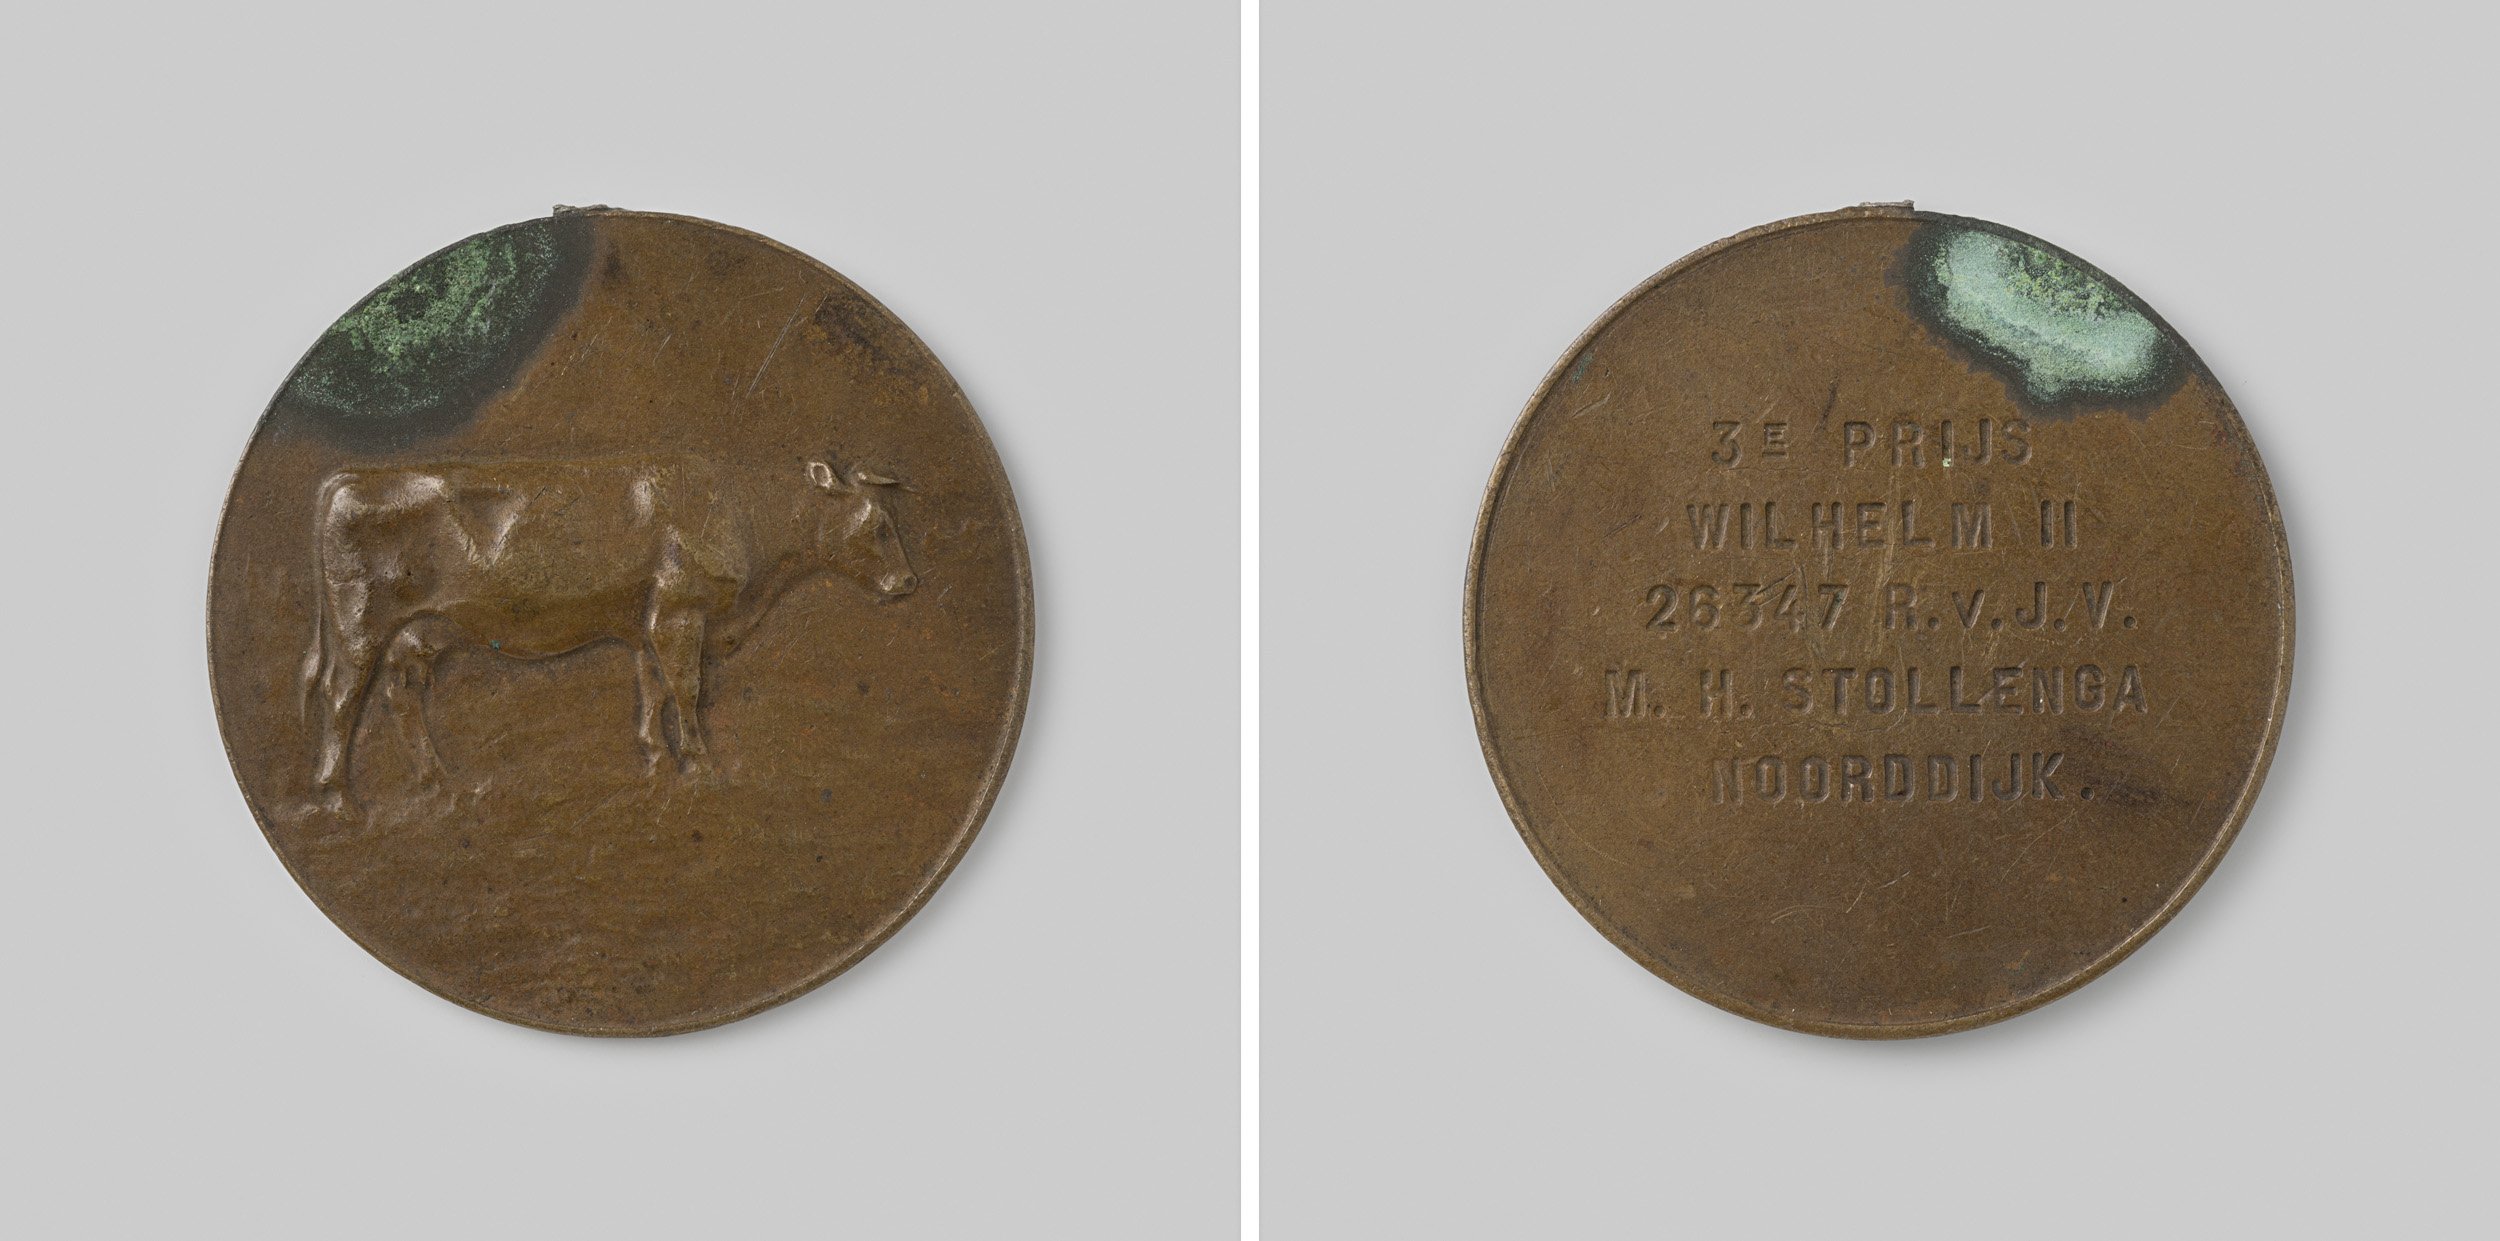 3E PRIJS
WILHELM II
26347 R.v.J.V.
M. H. STOLLENGA
NOORDDIJK.